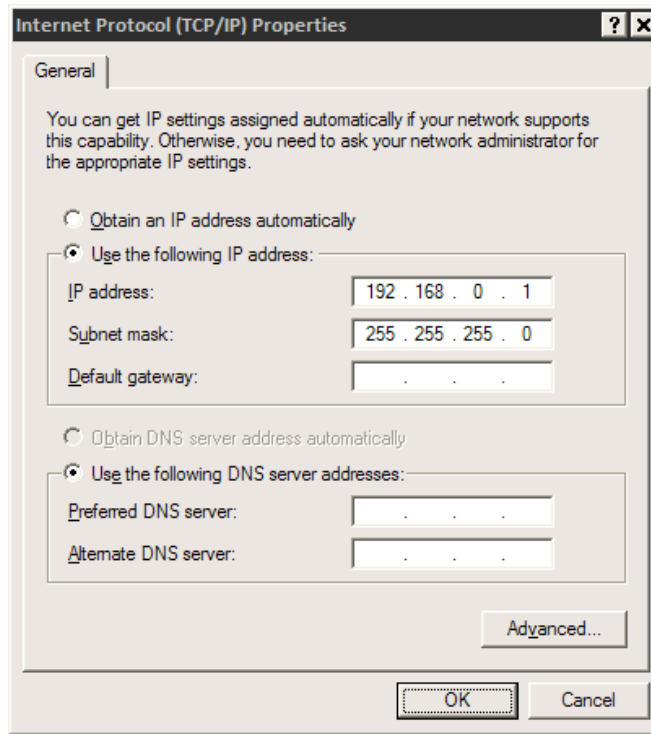 Internet Protocol (TCP/IP) Properties
General
You can get IP settings assigned automatically if your network supports
this capability. Otherwise, you need to ask your network administrator for
the appropriate IP settings.
Obtain an IP address automatically
Use the following IP address:
IP address: 192 . 168 . 0 . 1
Subnet mask: 255 . 255 . 255 . 0
Default gateway: . . .
Obtain DNS server address automatically
Use the following DNS server addresses:
Preferred DNS server: . . .
Alternate DNS server: . . .
Advanced...
OK Cancel